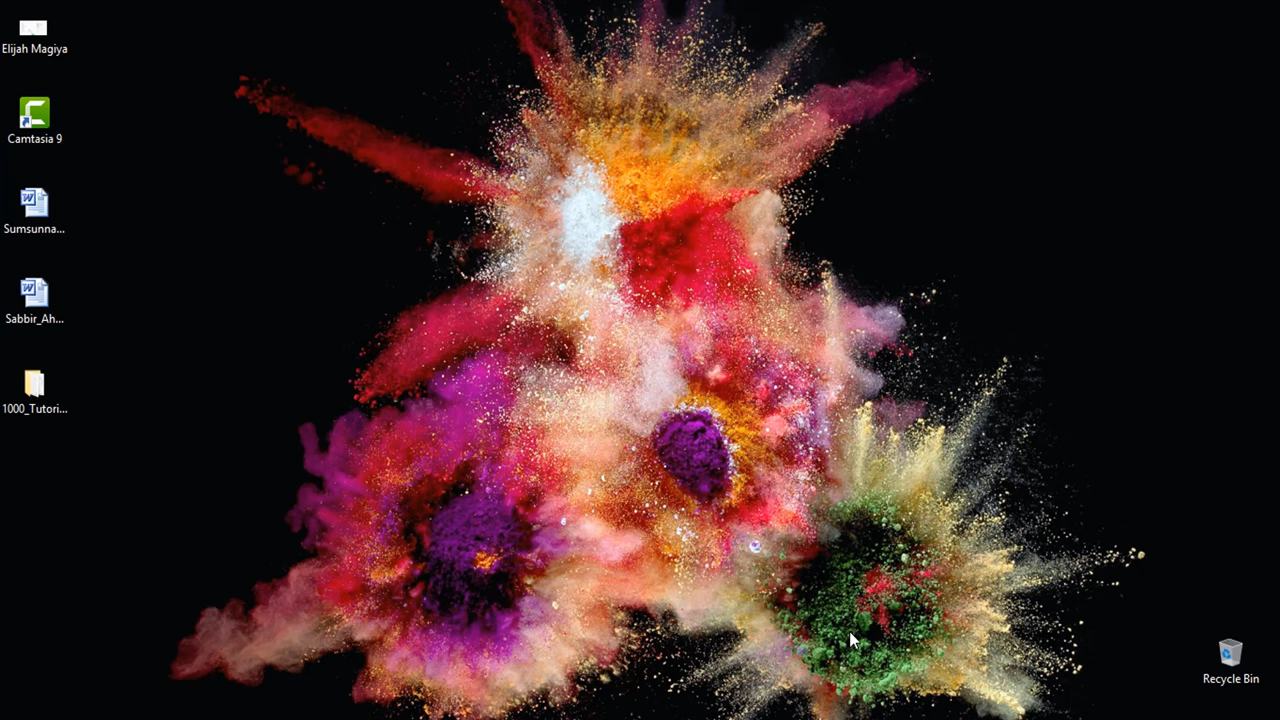 Elijah Magiya
Camtasia 9
Sumsunna...
Sabbir_Ah...
1000_Tutori...
Recycle Bin